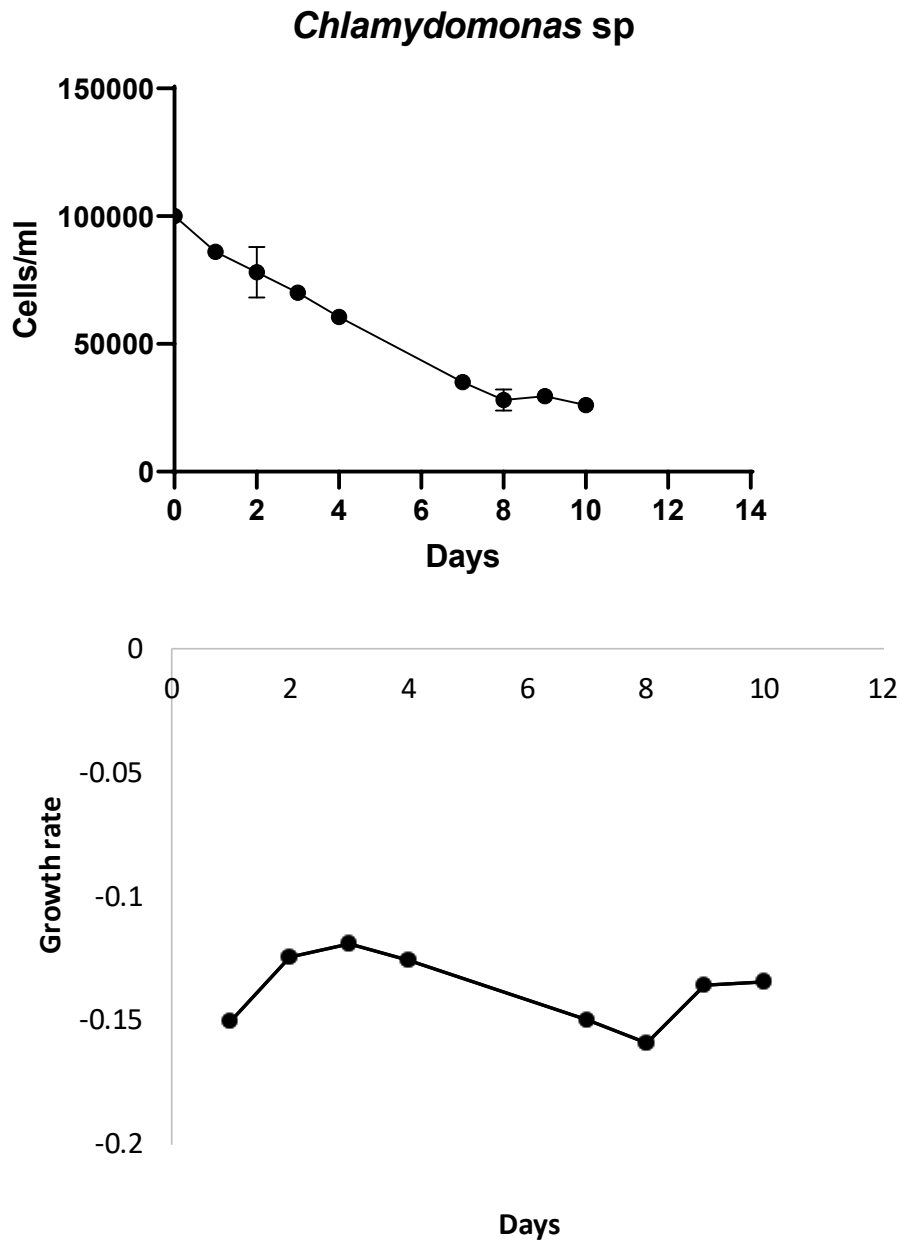 Chlamydomonas sp
150000
100000
50000
0
Cells/ml
0 2 4 6 8 10 12 14
Days
0
0 2 4 6 8 10 12
-0.05
-0.1
-0.15
-0.2
Growth rate
Days